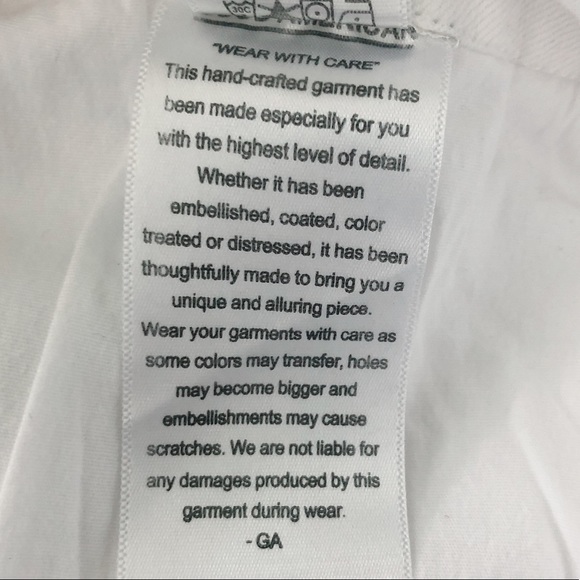 30C
"WEAR WITH CARE"
This hand-crafted garment has
been made especially for you
with the highest level of detail.
Whether it has been
embellished, coated, color
treated or distressed, it has been
thoughtfully made to bring you a
unique and alluring piece.
Wear your garments with care as
some colors may transfer, holes
may become bigger and
embellishments may cause
scratches. We are not liable for
any damages produced by this
garment during wear.
- GA